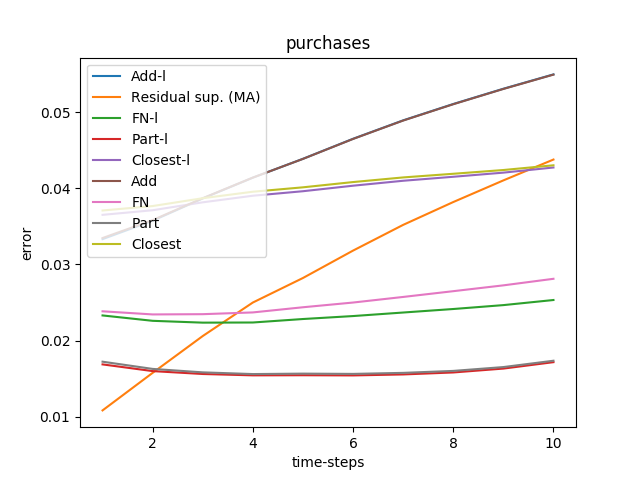 purchases
Add-l
Residual sup. (MA)
FN-l
Part-l
Closest-l
Add
FN
Part
Closest
0.05
0.04
0.03
0.02
0.01
error
2 4 6 8 10
time-steps